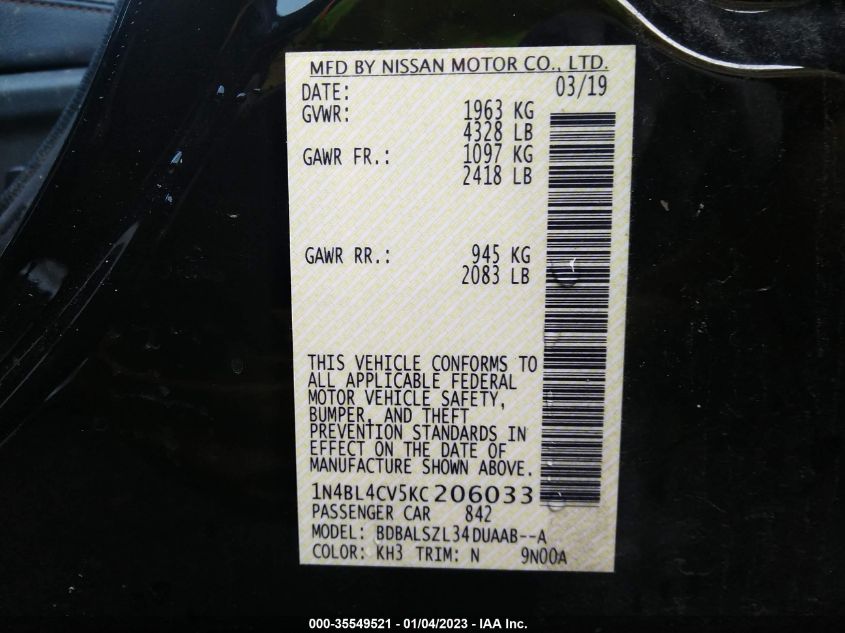 MFD BY NISSAN MOTOR CO., LTD.
DATE: 03/19
GVWR: 1963 KG
4328 LB
GAWR FR.: 1097 KG
2418 LB
GAWR RR.: 945 KG
2083 LB
THIS VEHICLE CONFORMS TO
ALL APPLICABLE FEDERAL
MOTOR VEHICLE SAFETY,
BUMPER, AND THEFT
PREVENTION STANDARDS IN
EFFECT ON THE DATE OF
MANUFACTURE SHOWN ABOVE.
1N4BL4CV5KC206033
PASSENGER CAR 842
MODEL: BDBALSZL34DUAAB--A
COLOR: KH3 TRIM: N 9N00A
000-35549521 - 01/04/2023 - IAA Inc.